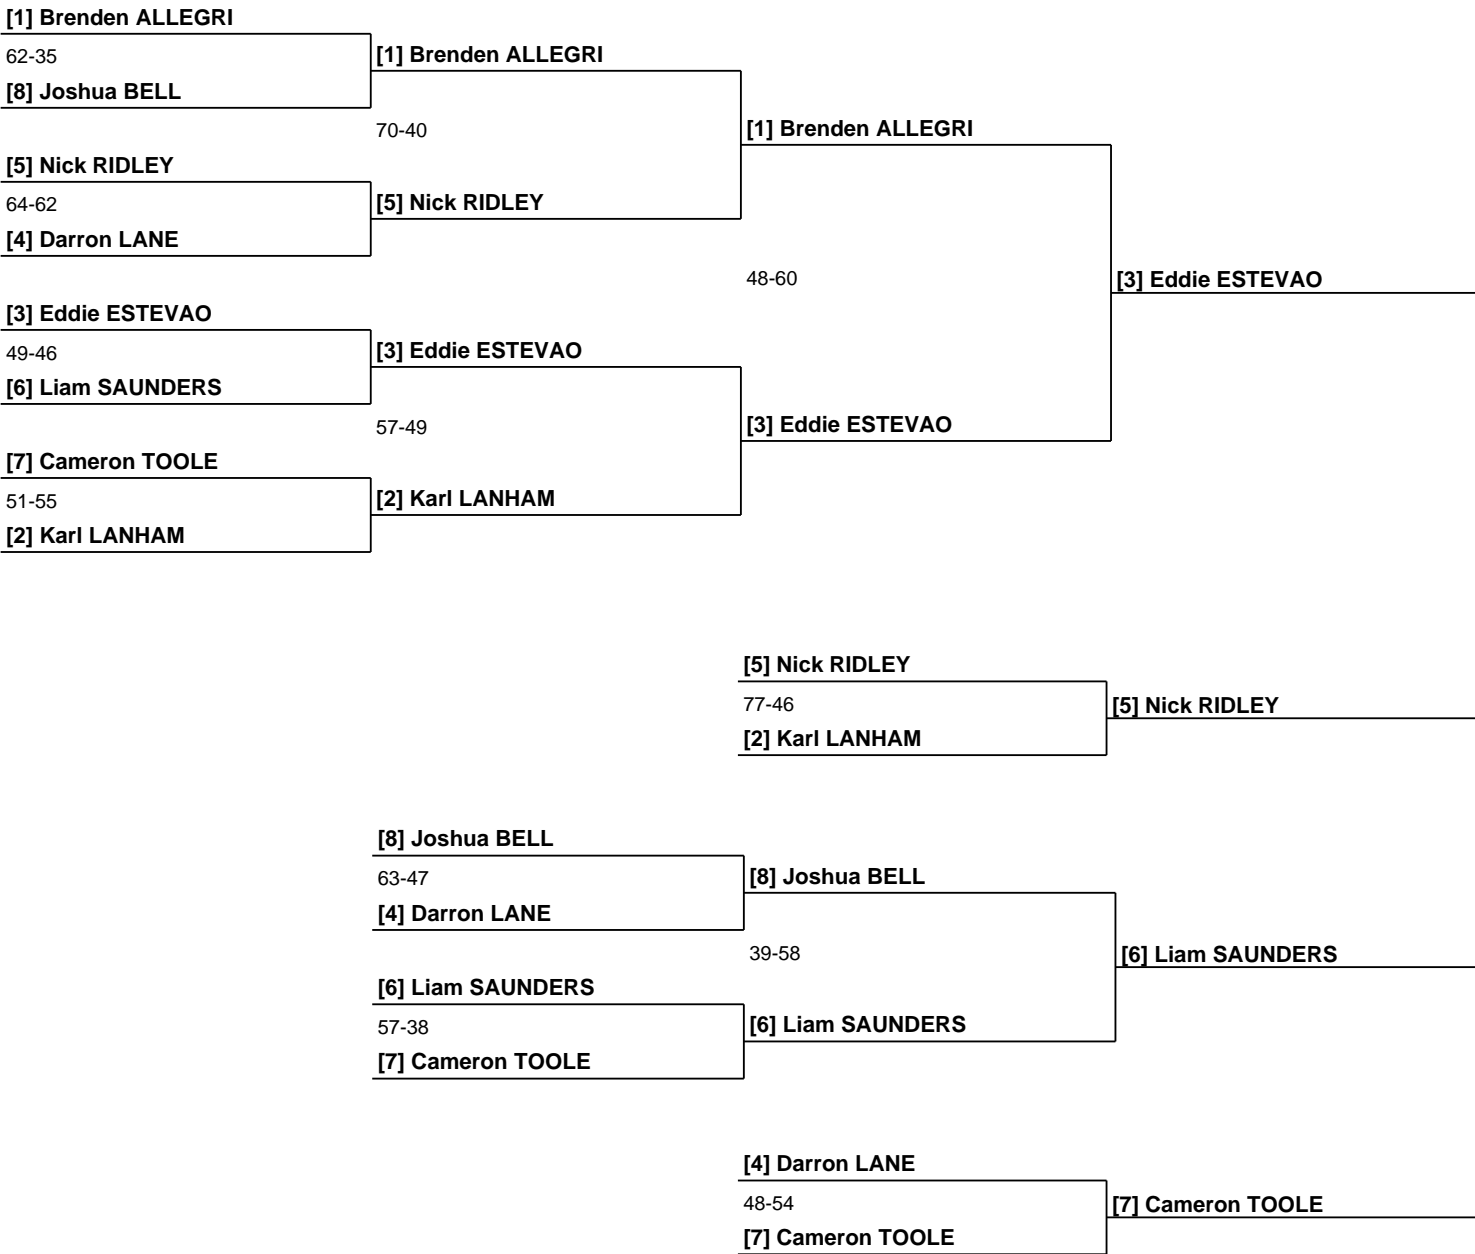 [1] Brenden ALLEGRI
62-35
[1] Brenden ALLEGRI
[8] Joshua BELL
70-40
[1] Brenden ALLEGRI
[5] Nick RIDLEY
64-62
[5] Nick RIDLEY
[4] Darron LANE
48-60
[3] Eddie ESTEVAO
[3] Eddie ESTEVAO
49-46
[3] Eddie ESTEVAO
[6] Liam SAUNDERS
57-49
[3] Eddie ESTEVAO
[7] Cameron TOOLE
51-55
[2] Karl LANHAM
[2] Karl LANHAM
[5] Nick RIDLEY
77-46
[5] Nick RIDLEY
[2] Karl LANHAM
[8] Joshua BELL
63-47
[8] Joshua BELL
[4] Darron LANE
39-58
[6] Liam SAUNDERS
[6] Liam SAUNDERS
57-38
[6] Liam SAUNDERS
[7] Cameron TOOLE
[4] Darron LANE
48-54
[7] Cameron TOOLE
[7] Cameron TOOLE